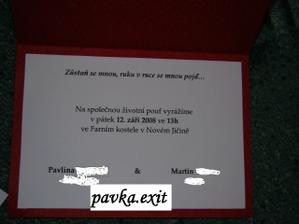 Zůstaň se mnou, ruku v ruce se mnou pojď...
Na společnou životní pouť vyrážíme
v pátek 12. září 2008 ve 13h
ve Farním kostele v Novém Jičíně
Pavlína & Martin
pavka.exit